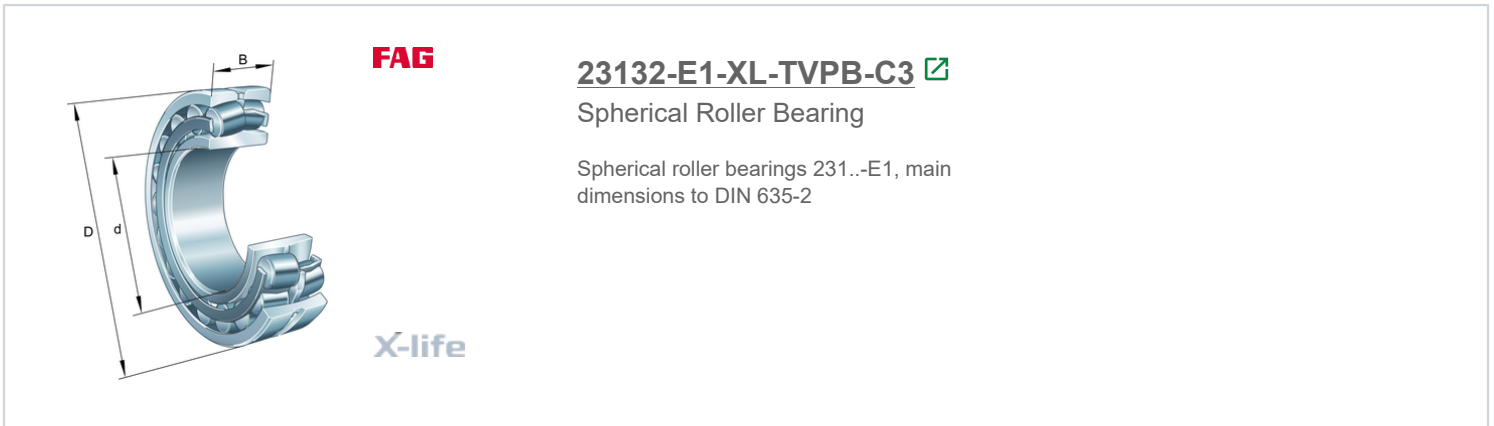 B
FAG
23132-E1-XL-TVPB-C3
Spherical Roller Bearing
Spherical roller bearings 231..-E1, main
dimensions to DIN 635-2
D
d
X-life